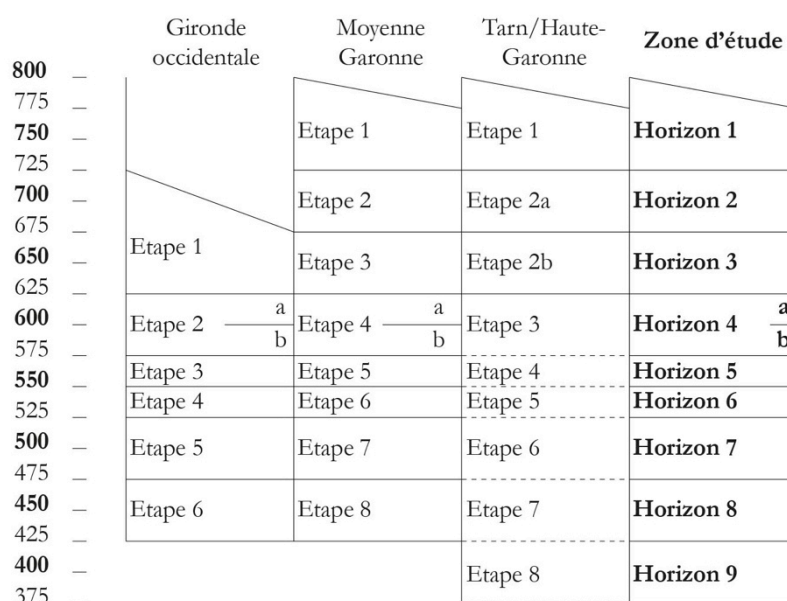 Gironde occidentale
Moyenne Garonne
Tarn/Haute-Garonne
Zone d'étude
800
775
750 Etape 1 Etape 1 Horizon 1
725
700 Etape 2 Etape 2a Horizon 2
675
650 Etape 1 Etape 3 Etape 2b Horizon 3
625
600 Etape 2 a b Etape 4 a b Etape 3 Horizon 4 a b
575
550 Etape 3 Etape 5 Etape 4 Horizon 5
525 Etape 4 Etape 6 Etape 5 Horizon 6
500 Etape 5 Etape 7 Etape 6 Horizon 7
475
450 Etape 6 Etape 8 Etape 7 Horizon 8
425
400 Etape 8 Horizon 9
375